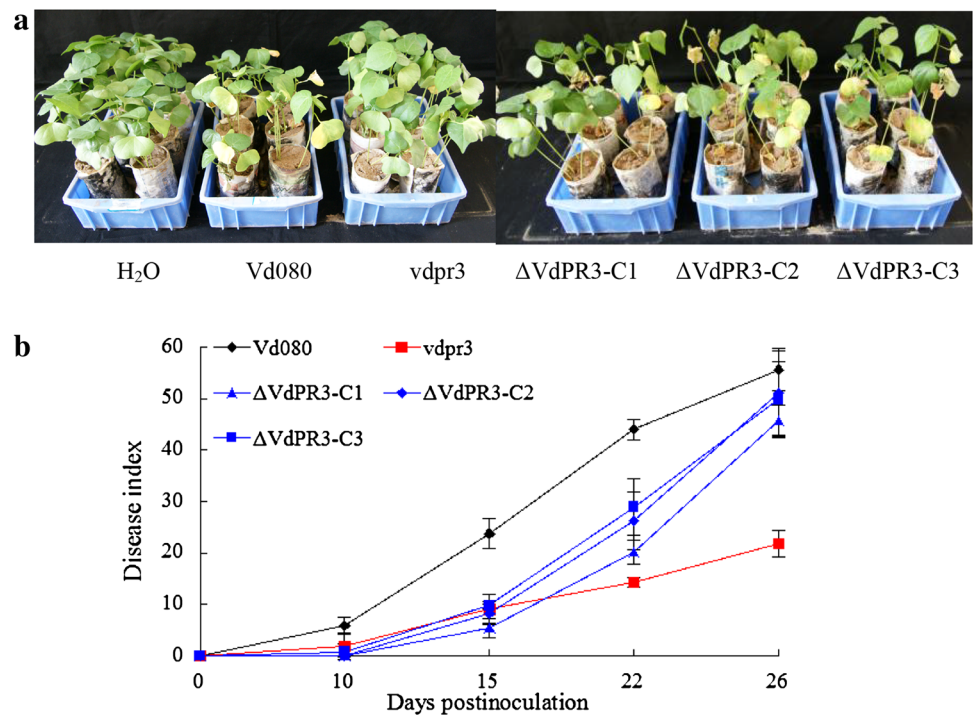 a
H₂O Vd080 vdpr3 ΔVdPR3-C1 ΔVdPR3-C2 ΔVdPR3-C3
b
Vd080 vdpr3
ΔVdPR3-C1 ΔVdPR3-C2
ΔVdPR3-C3
Disease index
60
50
40
30
20
10
0
0 10 15 22 26
Days postinoculation